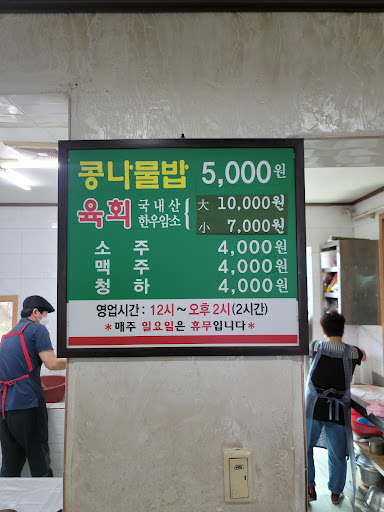 콩나물밥 5,000원
육회 국내산 한우암소 { 大 10,000원
小 7,000원
소주 4,000원
맥주 4,000원
청하 4,000원
영업시간 : 12시~오후 2시(2시간)
*매주 일요일은 휴무입니다*